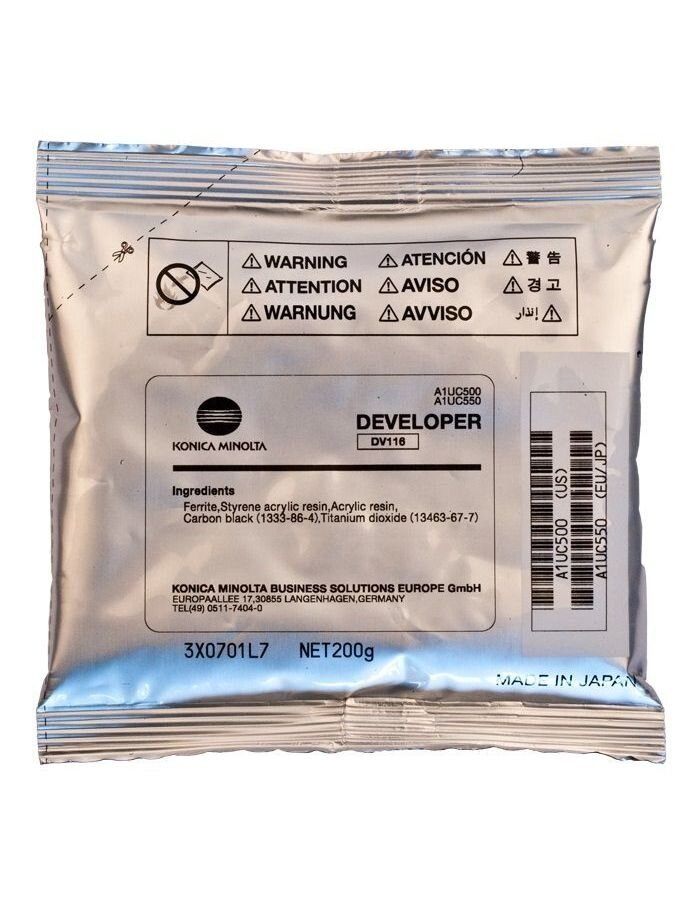 ⚠WARNING ⚠ATENCIÓN ⚠警告
⚠ATTENTION ⚠AVISO ⚠경고
⚠WARNUNG ⚠AVVISO إنذار⚠
A1UC500
A1UC550
DEVELOPER
KONICA MINOLTA
DV116
Ingredients
Ferrite,Styrene acrylic resin,Acrylic resin,
Carbon black (1333-86-4),Titanium dioxide (13463-67-7)
KONICA MINOLTA BUSINESS SOLUTIONS EUROPE GmbH
EUROPAALLEE 17,30855 LANGENHAGEN,GERMANY
TEL(49) 0511-7404-0
A1UC500 (US)
A1UC550 (EU/JP)
3X0701L7 NET200g
MADE IN JAPAN